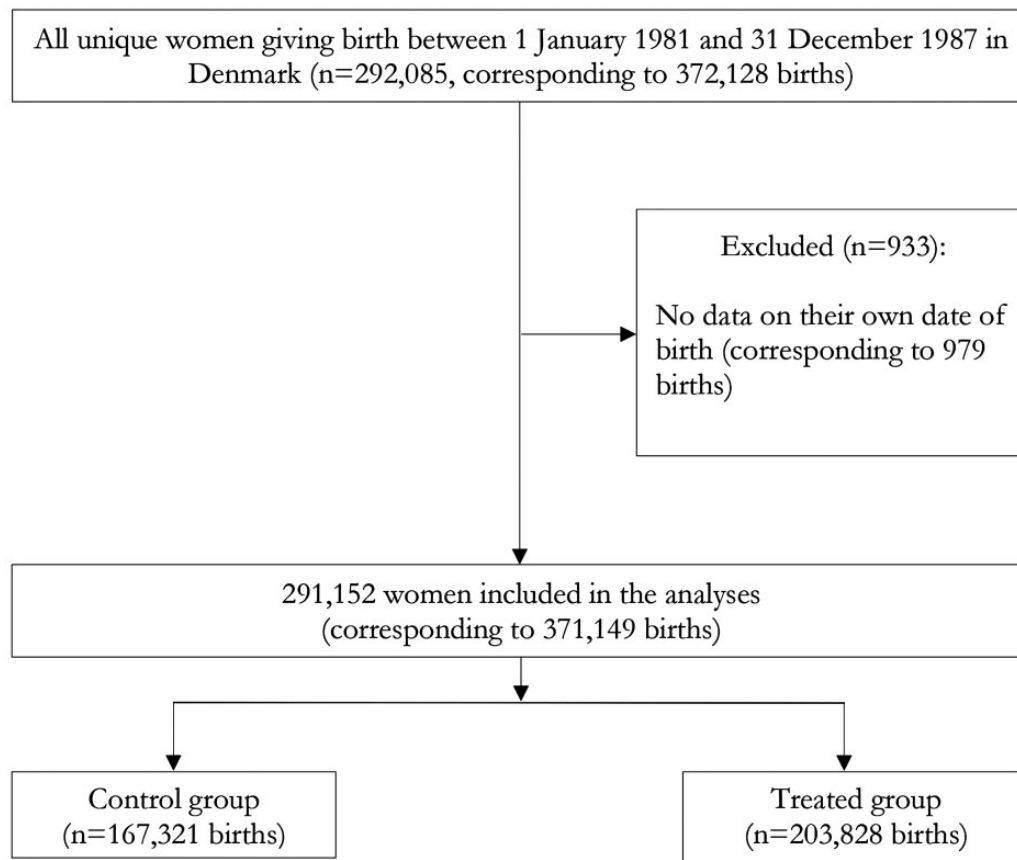 All unique women giving birth between 1 January 1981 and 31 December 1987 in
Denmark (n=292,085, corresponding to 372,128 births)
Excluded (n=933):
No data on their own date of
birth (corresponding to 979
births)
291,152 women included in the analyses
(corresponding to 371,149 births)
Control group
(n=167,321 births)
Treated group
(n=203,828 births)